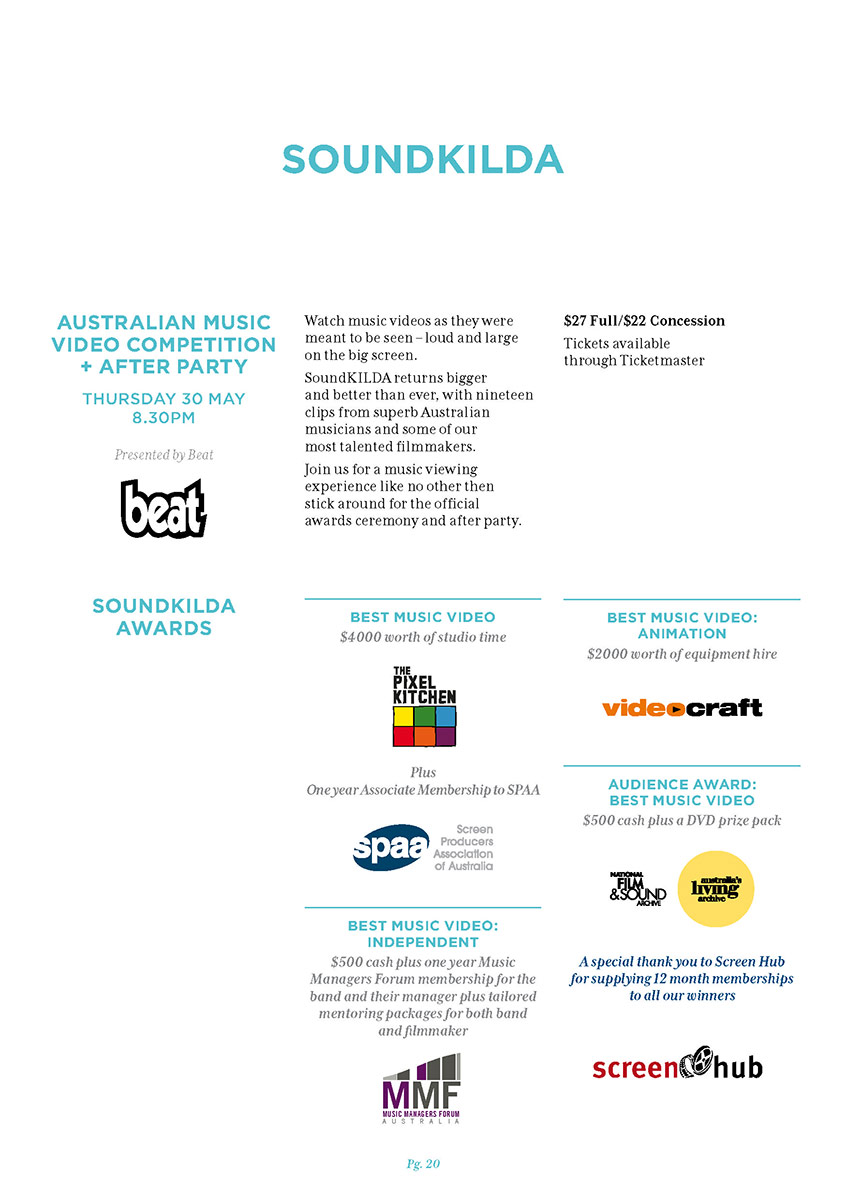 SOUNDKILDA
AUSTRALIAN MUSIC
VIDEO COMPETITION
+ AFTER PARTY
THURSDAY 30 MAY
8.30PM
Presented by Beat
beat
Watch music videos as they were
meant to be seen – loud and large
on the big screen.
SoundKILDA returns bigger
and better than ever, with nineteen
clips from superb Australian
musicians and some of our
most talented filmmakers.
Join us for a music viewing
experience like no other then
stick around for the official
awards ceremony and after party.
$27 Full/$22 Concession
Tickets available
through Ticketmaster
SOUNDKILDA
AWARDS
BEST MUSIC VIDEO
$4000 worth of studio time
THE
PIXEL
KITCHEN
Plus
One year Associate Membership to SPAA
spaa
Screen
Producers
Association
of Australia
BEST MUSIC VIDEO:
INDEPENDENT
$500 cash plus one year Music
Managers Forum membership for the
band and their manager plus tailored
mentoring packages for both band
and filmmaker
MMF
MUSIC MANAGERS FORUM
AUSTRALIA
BEST MUSIC VIDEO:
ANIMATION
$2000 worth of equipment hire
videocraft
AUDIENCE AWARD:
BEST MUSIC VIDEO
$500 cash plus a DVD prize pack
NATIONAL
FILM
&SOUND
ARCHIVE
australia's
living
archive
A special thank you to Screen Hub
for supplying 12 month memberships
to all our winners
screen hub
Pg. 20